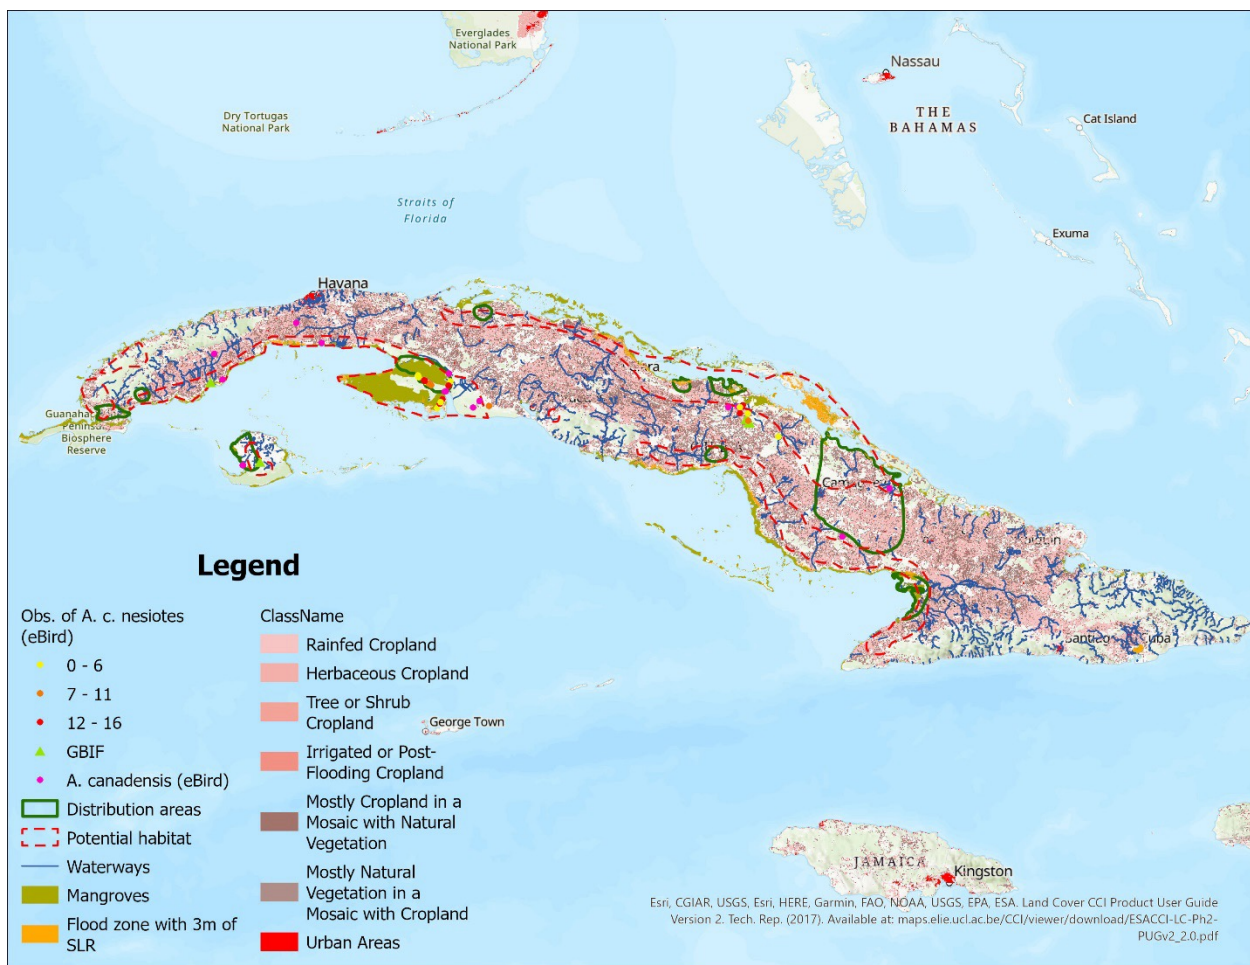 Everglades
National Park
Nassau
Dry Tortugas
National Park
THE
BAHAMAS
Cat Island
Straits of
Florida
Exuma
Havana
Peninsula
Biosphere
Reserve
Legend
Obs. of A. c. nesiotes
(eBird)
0 - 6
7 - 11
12 - 16
GBIF
A. canadensis (eBird)
Distribution areas
Potential habitat
Waterways
Mangroves
Flood zone with 3m of
SLR
ClassName
Rainfed Cropland
Herbaceous Cropland
Tree or Shrub
Cropland
Irrigated or Post-
Flooding Cropland
Mostly Cropland in a
Mosaic with Natural
Vegetation
Mostly Natural
Vegetation in a
Mosaic with Cropland
Urban Areas
George Town
JAMAICA
Kingston
Esri, CGIAR, USGS, Esri, HERE, Garmin, FAO, NOAA, USGS, EPA, ESA. Land Cover CCI Product User Guide
Version 2. Tech. Rep. (2017). Available at: maps.elie.ucl.ac.be/CCI/viewer/download/ESACCI-LC-Ph2-
PUGv2_2.0.pdf